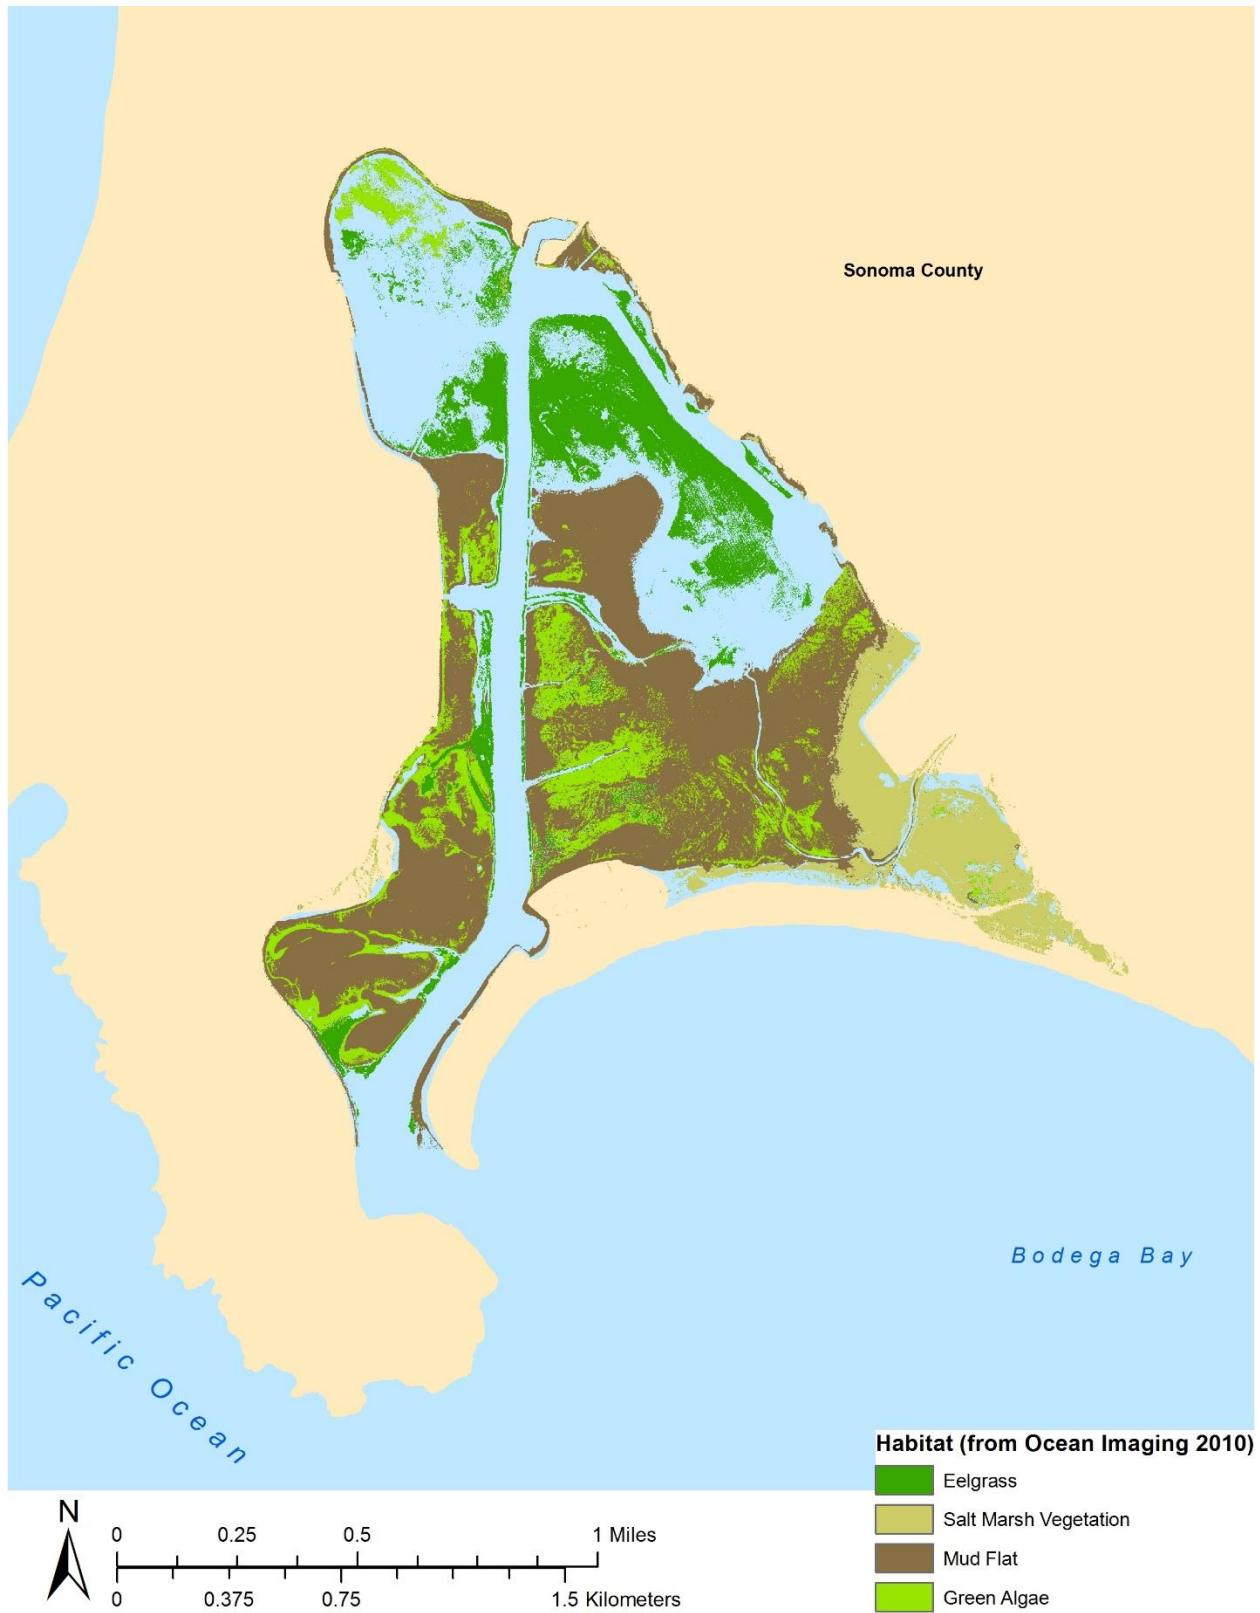 Sonoma County
Bodega Bay
Pacific Ocean
Habitat (from Ocean Imaging 2010)
Eelgrass
Salt Marsh Vegetation
Mud Flat
Green Algae
N
0 0.25 0.5 1 Miles
0 0.375 0.75 1.5 Kilometers